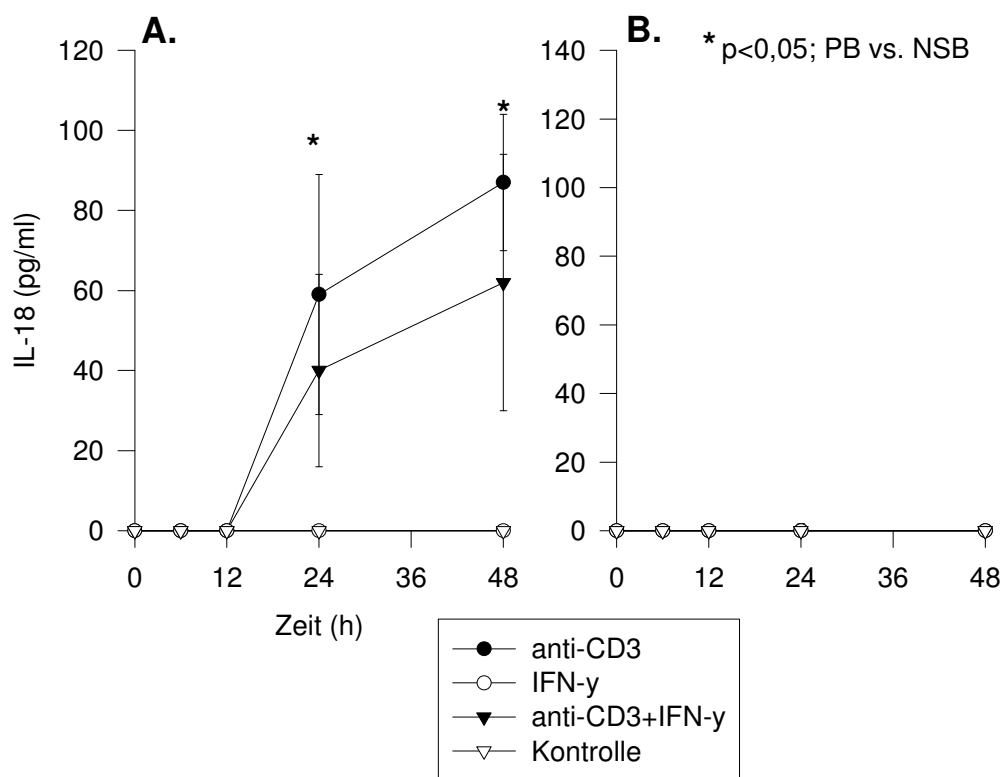 A.
B.
* p<0,05; PB vs. NSB
120
100
80
60
40
20
0
IL-18 (pg/ml)
*
*
0 12 24 36 48
Zeit (h)
140
120
100
80
60
40
20
0
0 12 24 36 48
anti-CD3
IFN-y
anti-CD3+IFN-y
Kontrolle